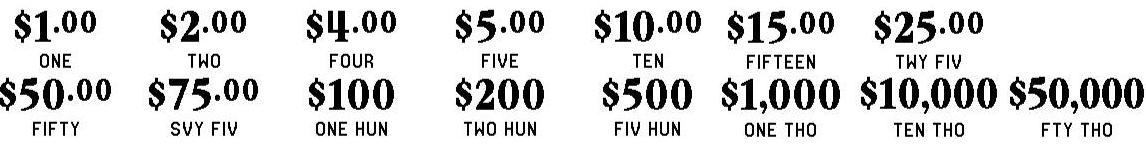 $1.00 $2.00 $4.00 $5.00 $10.00 $15.00 $25.00
ONE TWO FOUR FIVE TEN FIFTEEN TWY FIV
$50.00 $75.00 $100 $200 $500 $1,000 $10,000 $50,000
FIFTY SVY FIV ONE HUN TWO HUN FIV HUN ONE THO TEN THO FTY THO